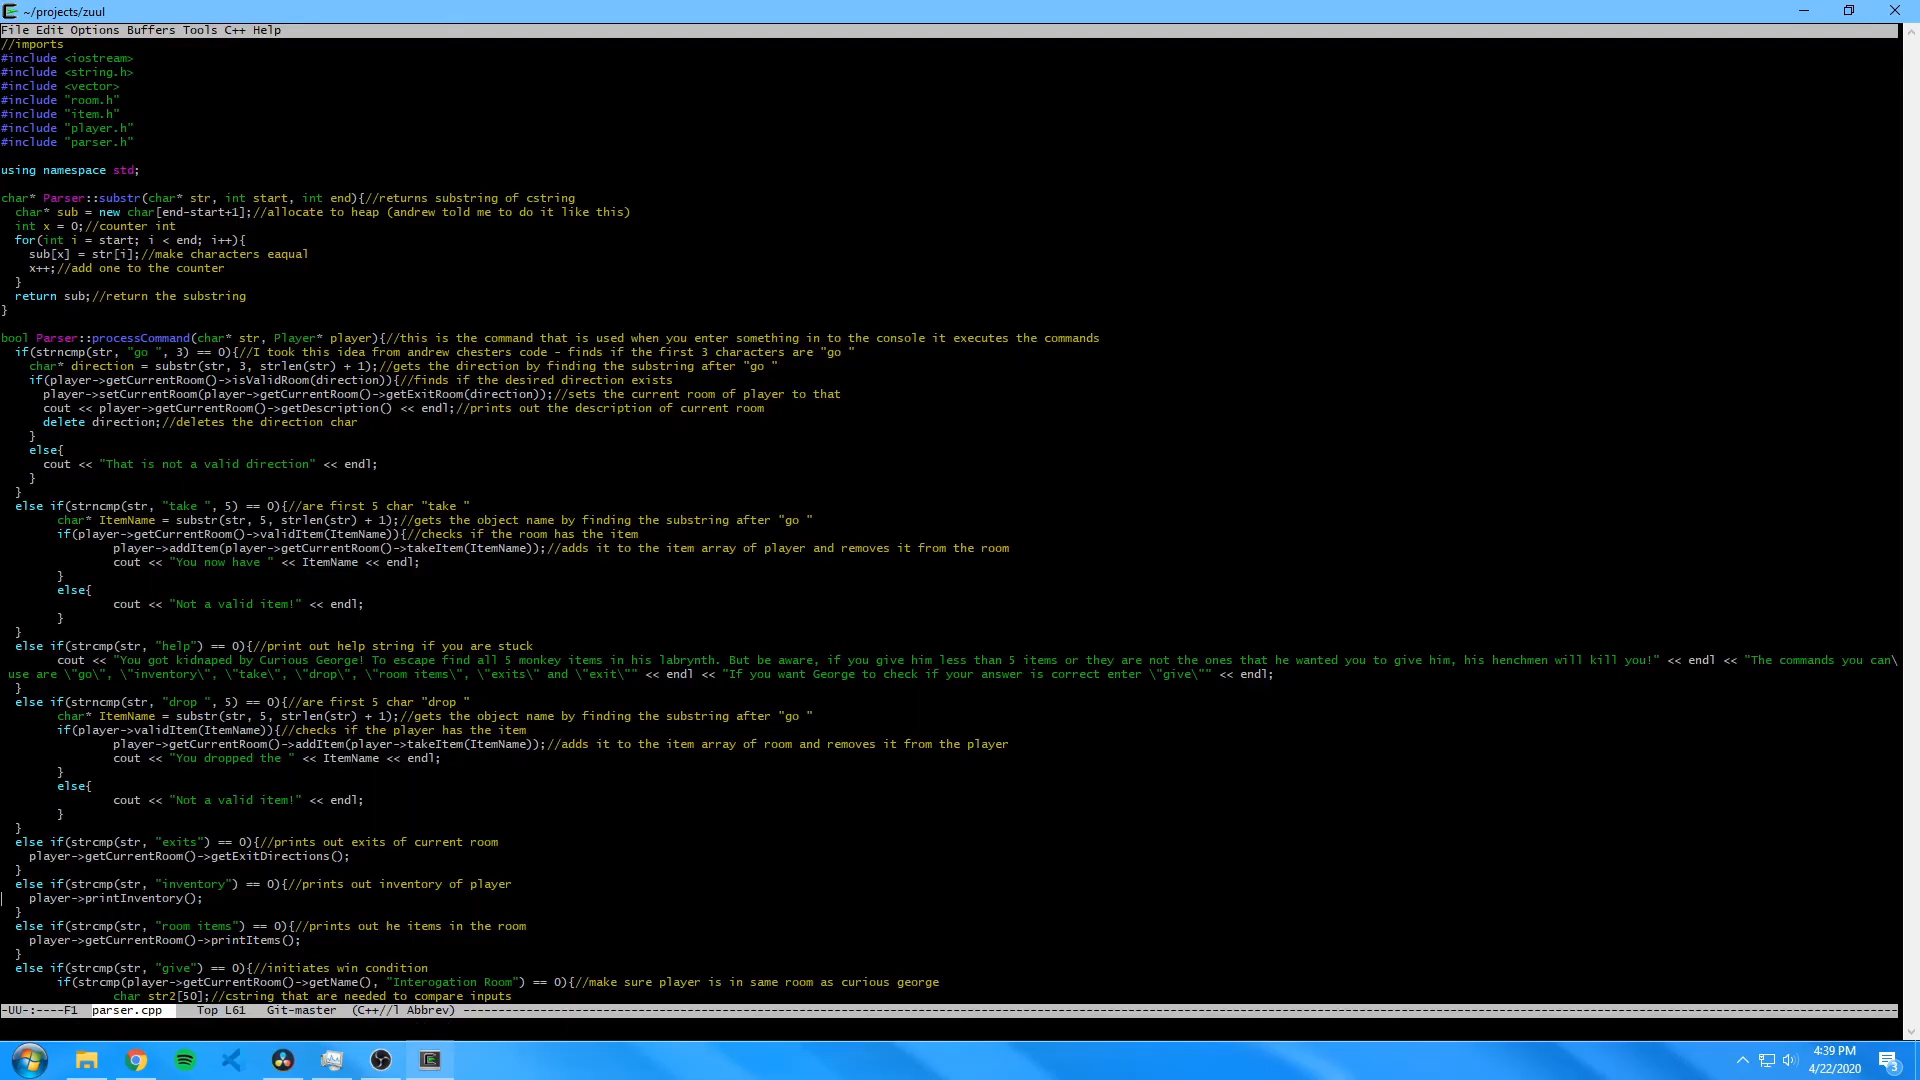 ~/projects/zuul
File Edit Options Buffers Tools C++ Help
//imports
#include <iostream>
#include <string.h>
#include <vector>
#include "room.h"
#include "item.h"
#include "player.h"
#include "parser.h"
using namespace std;
char* Parser::substr(char* str, int start, int end){//returns substring of cstring
  char* sub = new char[end-start+1];//allocate to heap (andrew told me to do it like this)
  int x = 0;//counter int
  for(int i = start; i < end; i++){
    sub[x] = str[i];//make characters eaqual
    x++;//add one to the counter
  }
  return sub;//return the substring
}
bool Parser::processCommand(char* str, Player* player){//this is the command that is used when you enter something in to the console it executes the commands
  if(strncmp(str, "go ", 3) == 0){//I took this idea from andrew chesters code - finds if the first 3 characters are "go "
    char* direction = substr(str, 3, strlen(str) + 1);//gets the direction by finding the substring after "go "
    if(player->getCurrentRoom()->isValidRoom(direction)){//finds if the desired direction exists
      player->setCurrentRoom(player->getCurrentRoom()->getExitRoom(direction));//sets the current room of player to that
      cout << player->getCurrentRoom()->getDescription() << endl;//prints out the description of current room
      delete direction;//deletes the direction char
    }
    else{
      cout << "That is not a valid direction" << endl;
    }
  }
  else if(strncmp(str, "take ", 5) == 0){//are first 5 char "take "
        char* ItemName = substr(str, 5, strlen(str) + 1);//gets the object name by finding the substring after "go "
        if(player->getCurrentRoom()->validItem(ItemName)){//checks if the room has the item
                player->addItem(player->getCurrentRoom()->takeItem(ItemName));//adds it to the item array of player and removes it from the room
                cout << "You now have " << ItemName << endl;
        }
        else{
                cout << "Not a valid item!" << endl;
        }
  }
  else if(strcmp(str, "help") == 0){//print out help string if you are stuck
        cout << "You got kidnaped by Curious George! To escape find all 5 monkey items in his labrynth. But be aware, if you give him less than 5 items or they are not the ones that he wanted you to give him, his henchmen will kill you!" << endl << "The commands you can\
 use are \"go\", \"inventory\", \"take\", \"drop\", \"room items\", \"exits\" and \"exit\"" << endl << "If you want George to check if your answer is correct enter \"give\"" << endl;
  }
  else if(strncmp(str, "drop ", 5) == 0){//are first 5 char "drop "
        char* ItemName = substr(str, 5, strlen(str) + 1);//gets the object name by finding the substring after "go "
        if(player->validItem(ItemName)){//checks if the player has the item
                player->getCurrentRoom()->addItem(player->takeItem(ItemName));//adds it to the item array of room and removes it from the player
                cout << "You dropped the " << ItemName << endl;
        }
        else{
                cout << "Not a valid item!" << endl;
        }
  }
  else if(strcmp(str, "exits") == 0){//prints out exits of current room
    player->getCurrentRoom()->getExitDirections();
  }
  else if(strcmp(str, "inventory") == 0){//prints out inventory of player
    player->printInventory();
  }
  else if(strcmp(str, "room items") == 0){//prints out he items in the room
    player->getCurrentRoom()->printItems();
  }
  else if(strcmp(str, "give") == 0){//initiates win condition
        if(strcmp(player->getCurrentRoom()->getName(), "Interogation Room") == 0){//make sure player is in same room as curious george
                char str2[50];//cstring that are needed to compare inputs
-UU-:----F1  parser.cpp     Top L61   Git-master  (C++//l Abbrev) ----------
4:39 PM
4/22/2020
3